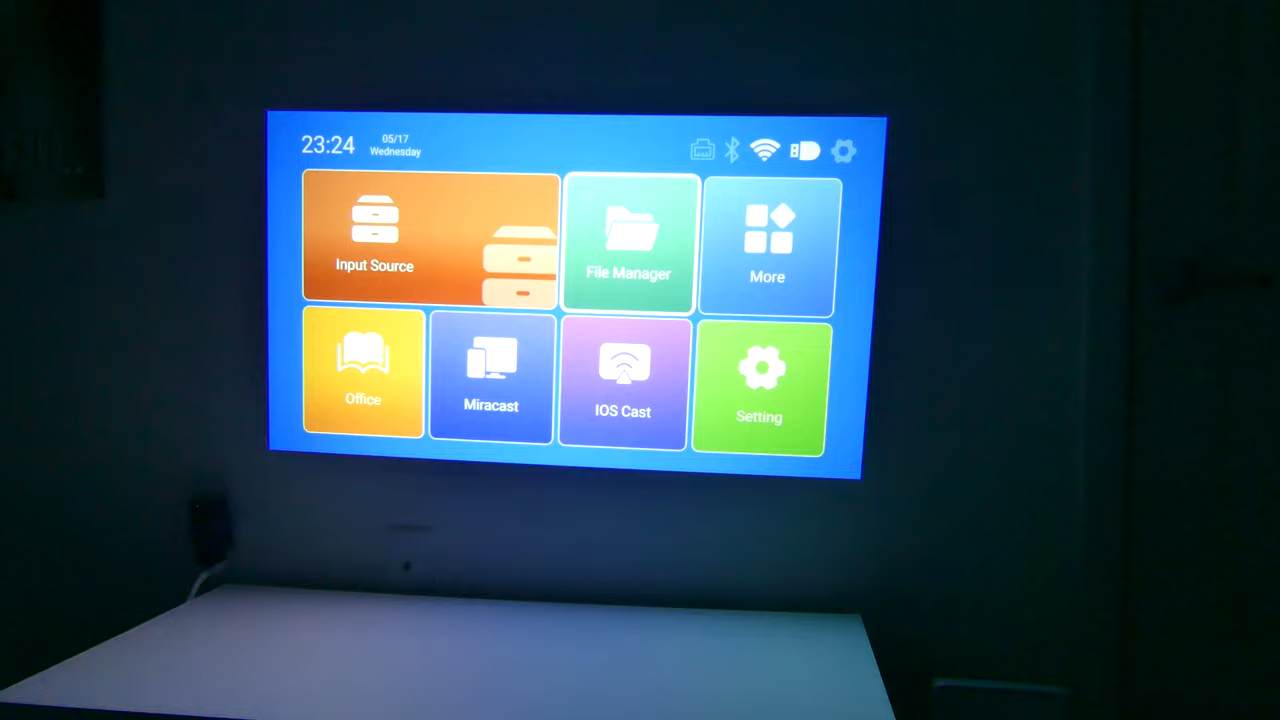 23:24
05/17
Wednesday
Input Source
File Manager
More
Office
Miracast
IOS Cast
Setting